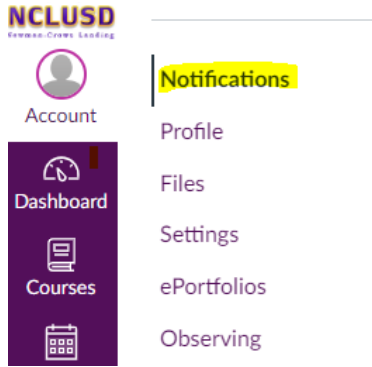 NCLUSD
Newman-Crows Landing
Account
Dashboard
Courses
Notifications
Profile
Files
Settings
ePortfolios
Observing